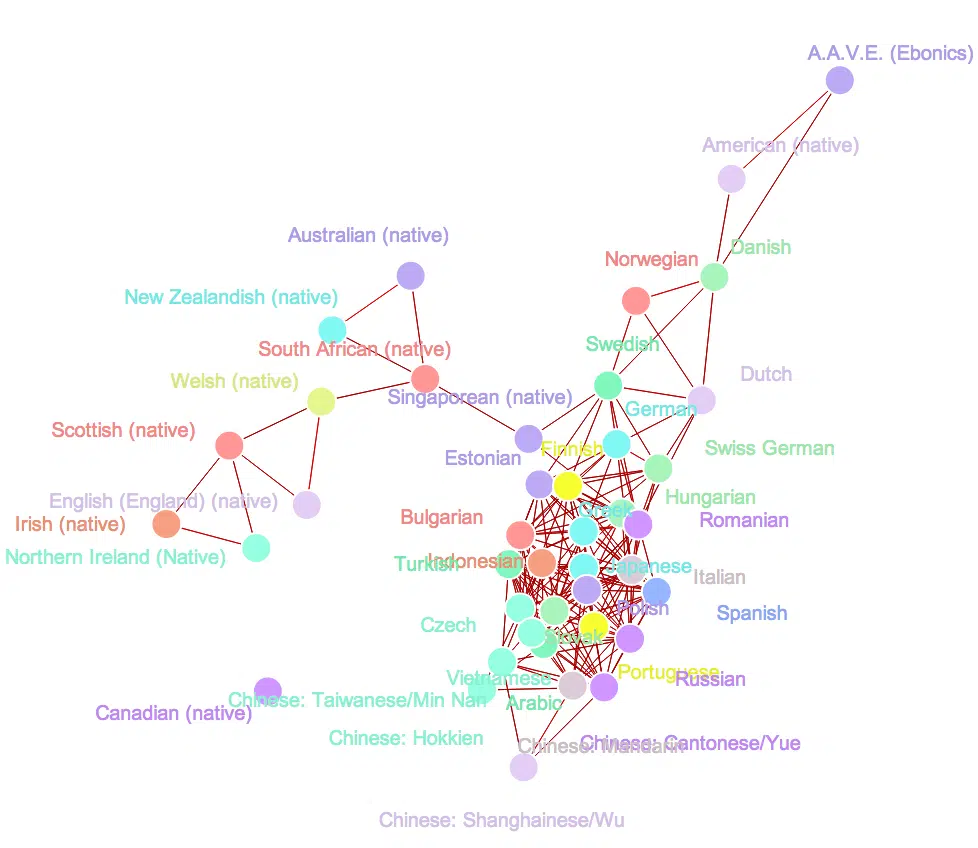 A.A.V.E. (Ebonics)
American (native)
Australian (native)
Danish
Norwegian
New Zealandish (native)
Swedish
South African (native)
Dutch
Welsh (native)
Singaporean (native)
German
Scottish (native)
Finnish
Swiss German
Estonian
English (England) (native)
Hungarian
Greek
Bulgarian
Romanian
Irish (native)
Northern Ireland (Native)
Turkish
Indonesian
Japanese
Italian
Polish
Spanish
Czech
Slovak
Portuguese
Vietnamese
Russian
Chinese: Taiwanese/Min Nan
Arabic
Canadian (native)
Chinese: Hokkien
Chinese: Mandarin
Chinese: Cantonese/Yue
Chinese: Shanghainese/Wu